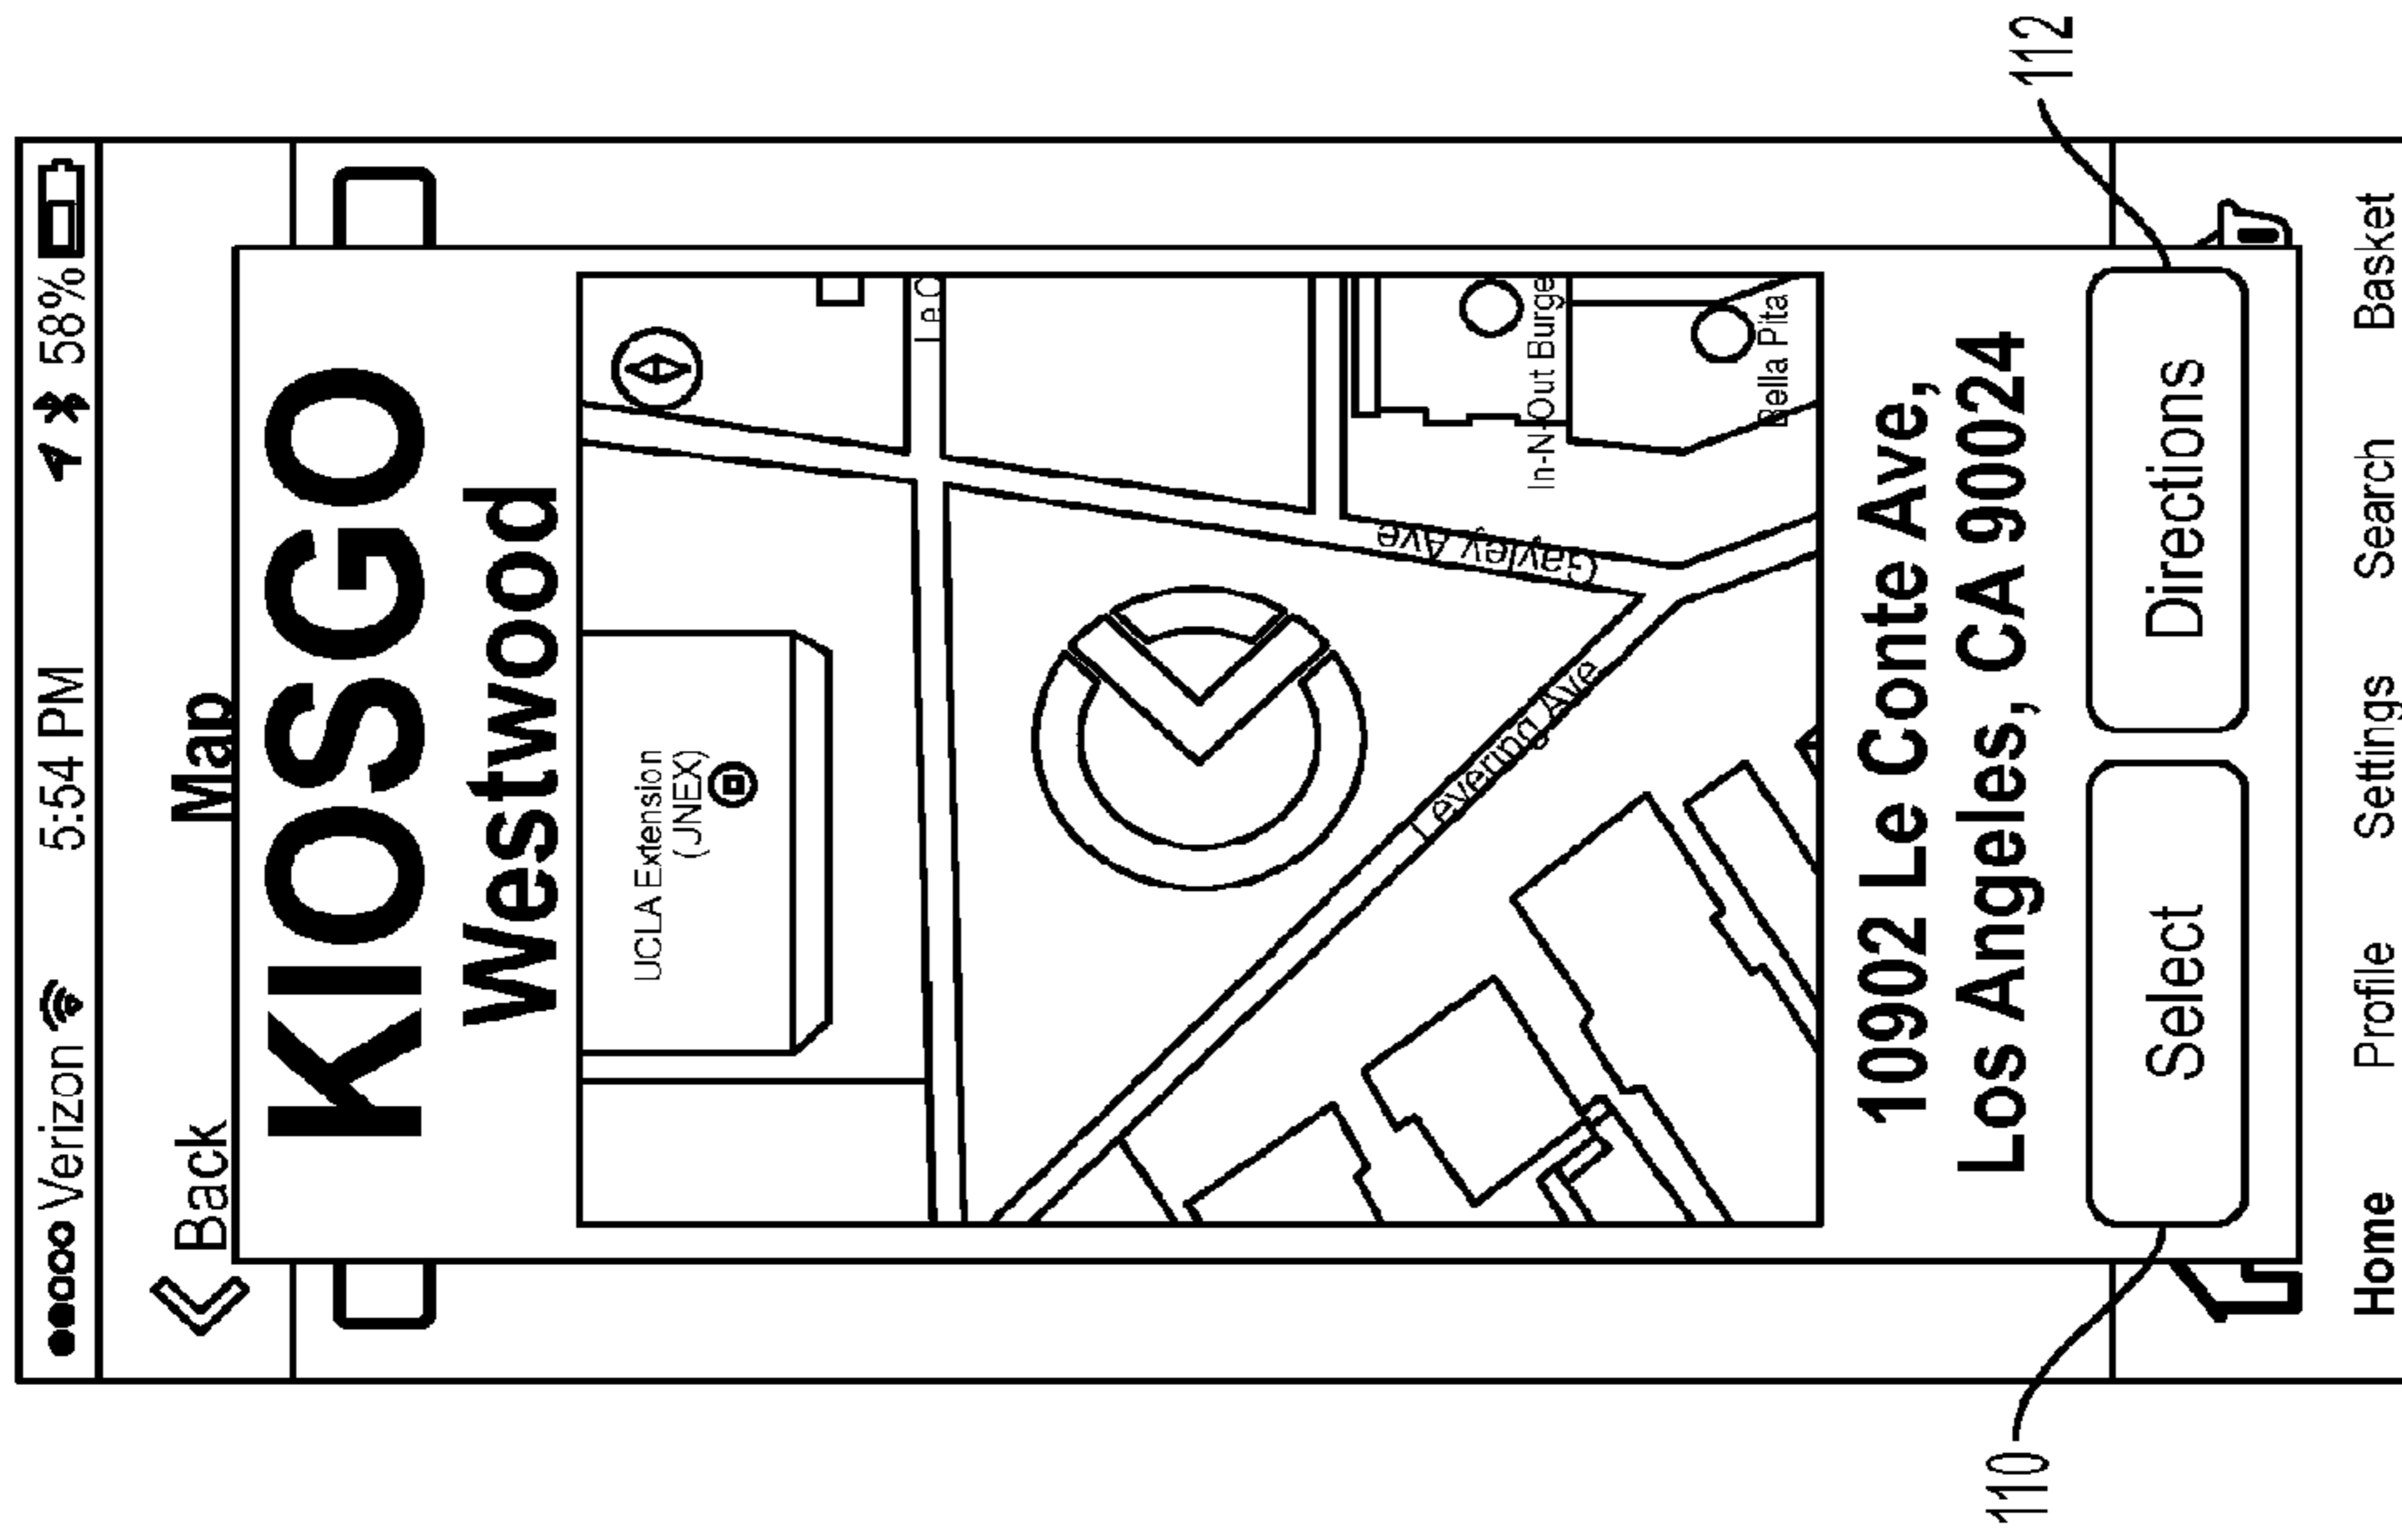 Verizon 5:54 PM 58%
Back Map
KIOSGO
Westwood
UCLA Extension
(JNEX)
Le C
Gayley Ave
Levering Ave
In-N-Out Burge
Bella Pita
10902 Le Conte Ave,
Los Angeles, CA 90024
Select Directions
110 112
Home Profile Settings Search Basket